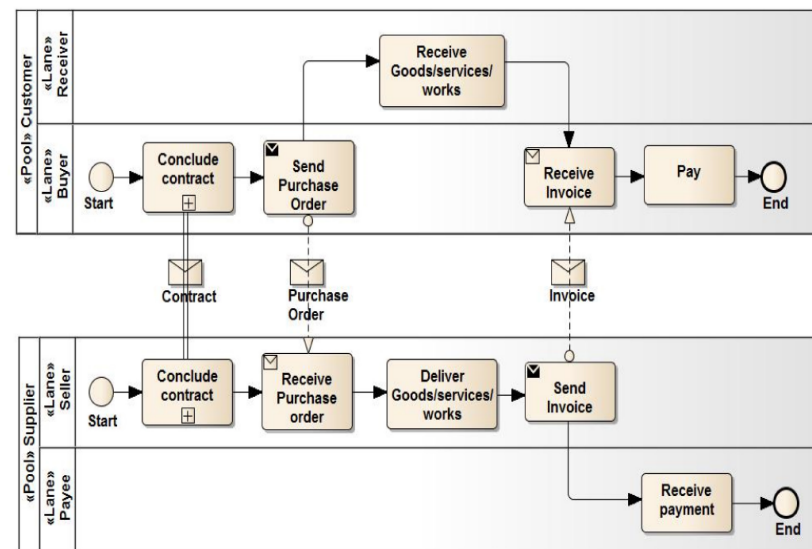 «Pool» Customer
«Lane»
Receiver
Receive
Goods/services/
works
«Lane»
Buyer
Start
Conclude
contract
Send
Purchase
Order
Receive
Invoice
Pay
End
Contract
Purchase
Order
Invoice
«Pool» Supplier
«Lane»
Seller
Start
Conclude
contract
Receive
Purchase
order
Deliver
Goods/services/
works
Send
Invoice
«Lane»
Payee
Receive
payment
End